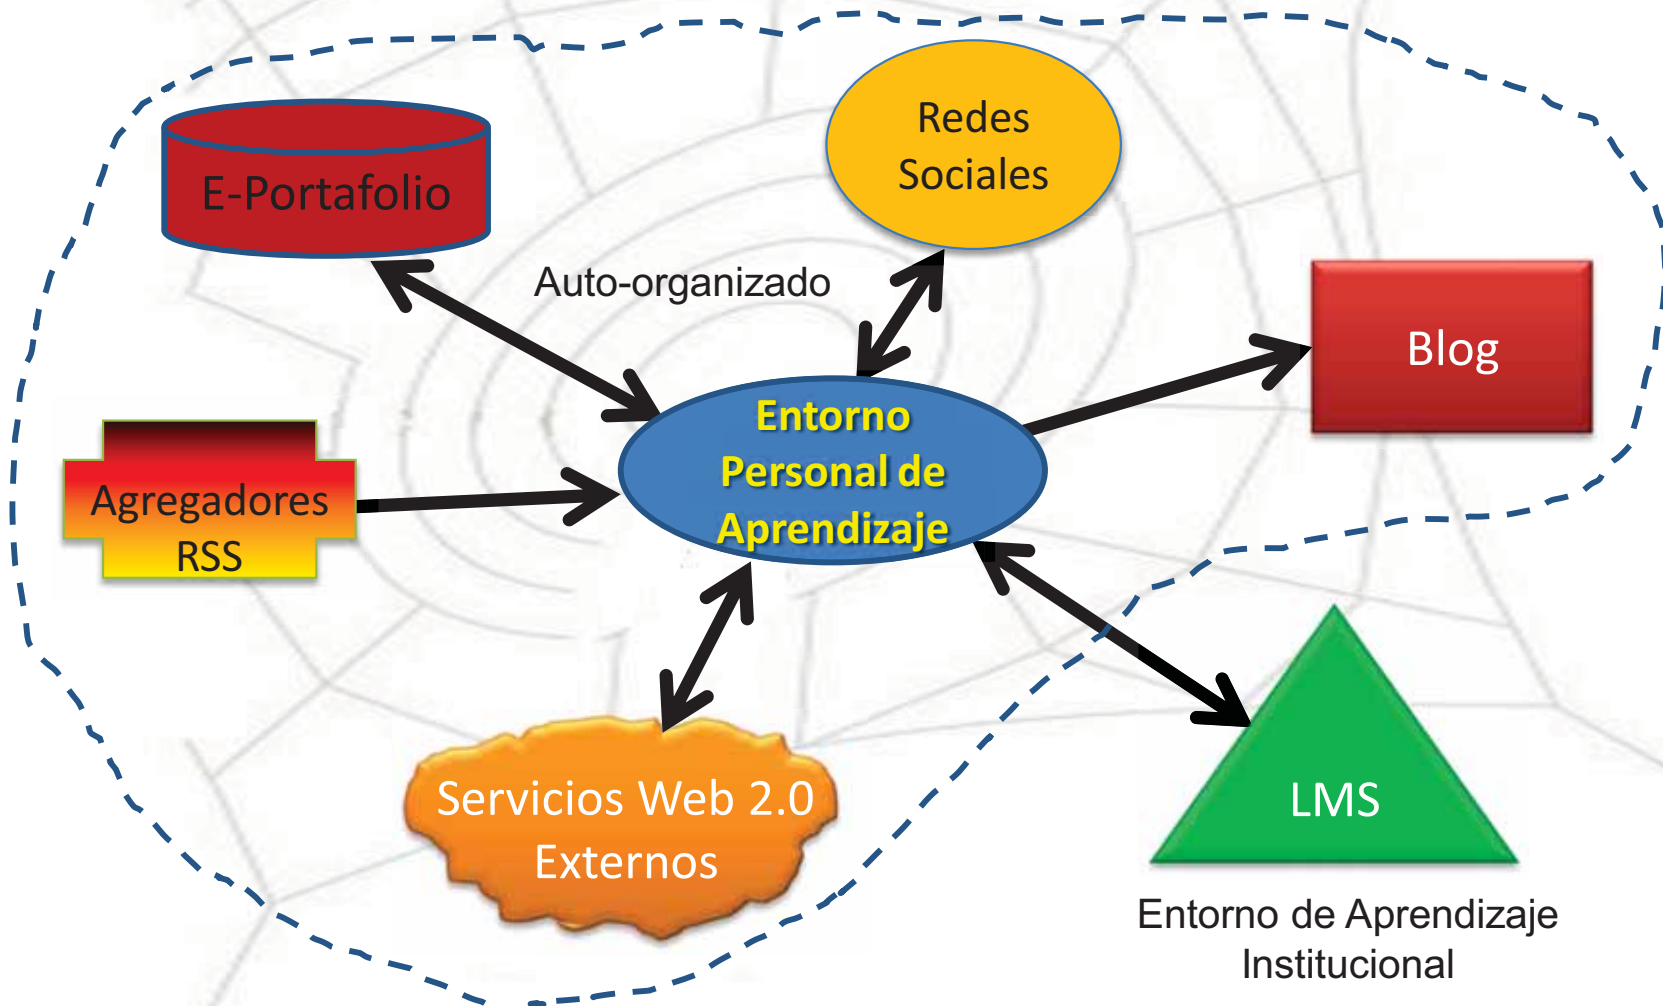 Redes
Sociales
E-Portafolio
Auto-organizado
Blog
Entorno
Personal de
Aprendizaje
Agregadores
RSS
Servicios Web 2.0
Externos
LMS
Entorno de Aprendizaje
Institucional